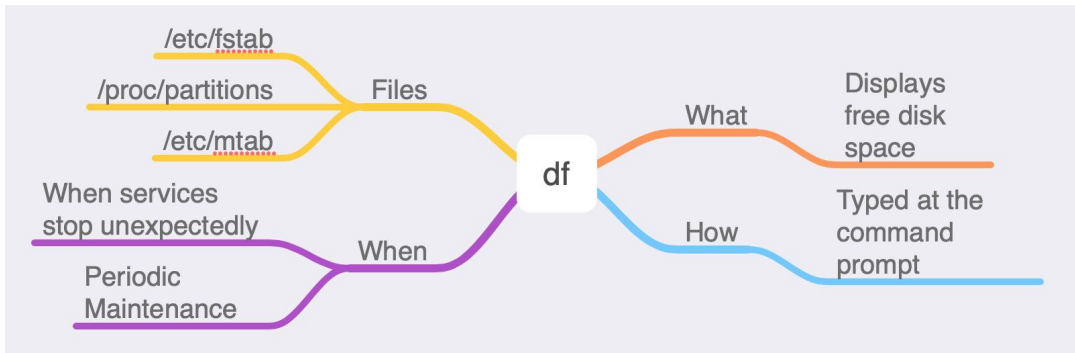 /etc/fstab
/proc/partitions
Files
/etc/mtab
When services
stop unexpectedly
When
Periodic
Maintenance
df
What
Displays
free disk
space
How
Typed at the
command
prompt